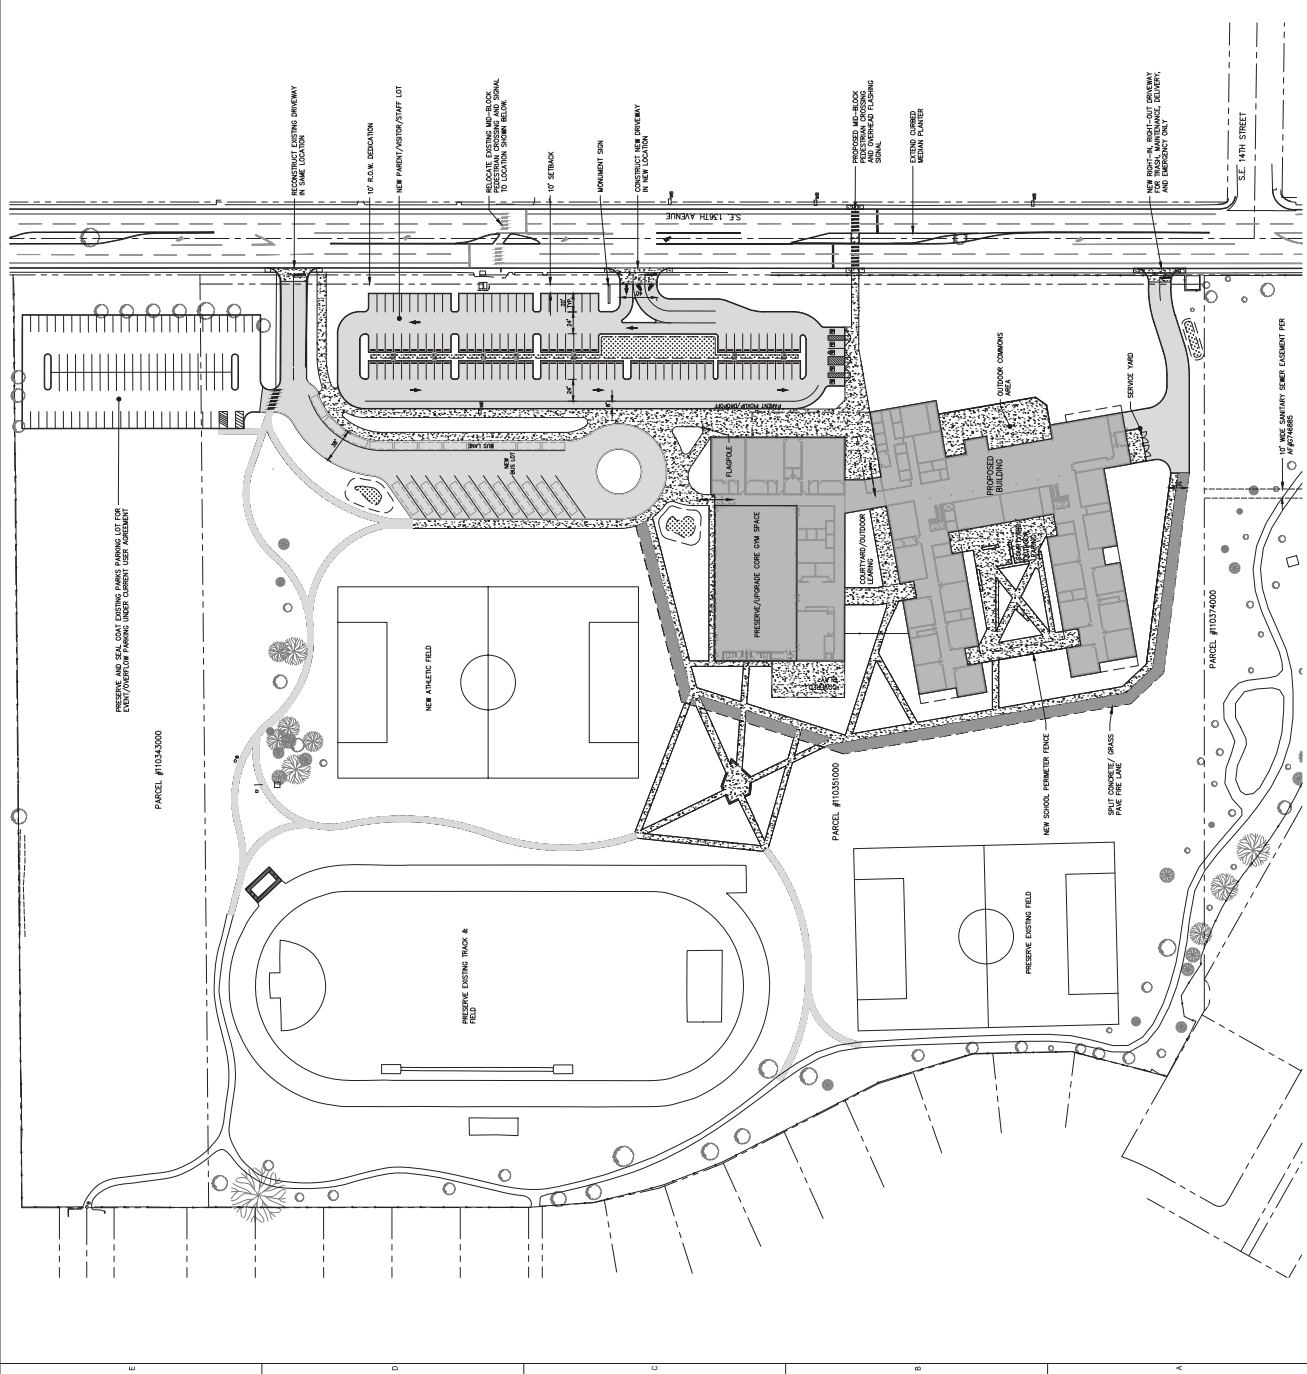 RECONSTRUCT EXISTING DRIVEWAY
IN SAME LOCATION
10' R.O.W. DEDICATION
NEW PARENT/VISITOR/STAFF LOT
RELOCATE EXISTING MID-BLOCK
PEDESTRIAN CROSSING AND SIGNAL
TO LOCATION SHOWN BELOW.
10' SETBACK
MONUMENT SIGN
CONSTRUCT NEW DRIVEWAY
IN NEW LOCATION
PROPOSED MID-BLOCK
PEDESTRIAN CROSSING
AND OVERHEAD FLASHING
SIGNAL
EXTEND CURBED
MEDIAN PLANTER
NEW RIGHT-IN, RIGHT-OUT DRIVEWAY
FOR TRASH, MAINTENANCE, DELIVERY,
AND EMERGENCY ONLY
S.E. 14TH STREET
S.E. 136TH AVENUE
24'
24'
PARENT PICKUP/DROPOFF
BUS LANE
NEW
BUS LOT
FLAGPOLE
OUTDOOR COMMONS
AREA
SERVICE YARD
PROPOSED
BUILDING
10' WIDE SANITARY SEWER EASEMENT PER
PRESERVE AND SEAL COAT EXISTING PARKS PARKING LOT FOR
EVENT/OVERFLOW PARKING UNDER CURRENT USER AGREEMENT
PRESERVE/UPGRADE CORE GYM SPACE
COURTYARD/OUTDOOR
LEARING
NEW ATHLETIC FIELD
PARCEL #110343000
PARCEL #110351000
PARCEL #110374000
NEW SCHOOL PERIMETER FENCE
SPLIT CONCRETE/ GRASS
PAVE FIRE LANE
PRESERVE EXISTING TRACK &
FIELD
PRESERVE EXISTING FIELD
E
D
C
B
A